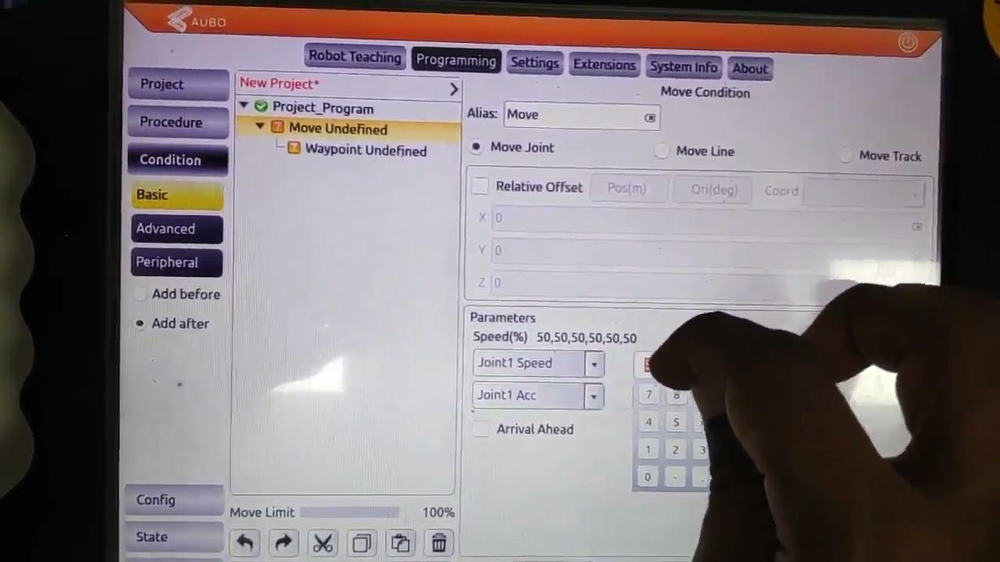 AUBO
Robot Teaching Programming Settings Extensions System Info About
Project
Procedure
Condition
Basic
Advanced
Peripheral
Add before
Add after
Config
State
New Project*
Project_Program
Move Undefined
Waypoint Undefined
Move Limit 100%
Move Condition
Alias: Move
Move Joint Move Line Move Track
Relative Offset Pos(m) Ori(deg) Coord
X 0
Y 0
Z 0
Parameters
Speed(%) 50,50,50,50,50,50
Joint1 Speed
Joint1 Acc
Arrival Ahead
7 8
4 5
1 2 3
0 - .